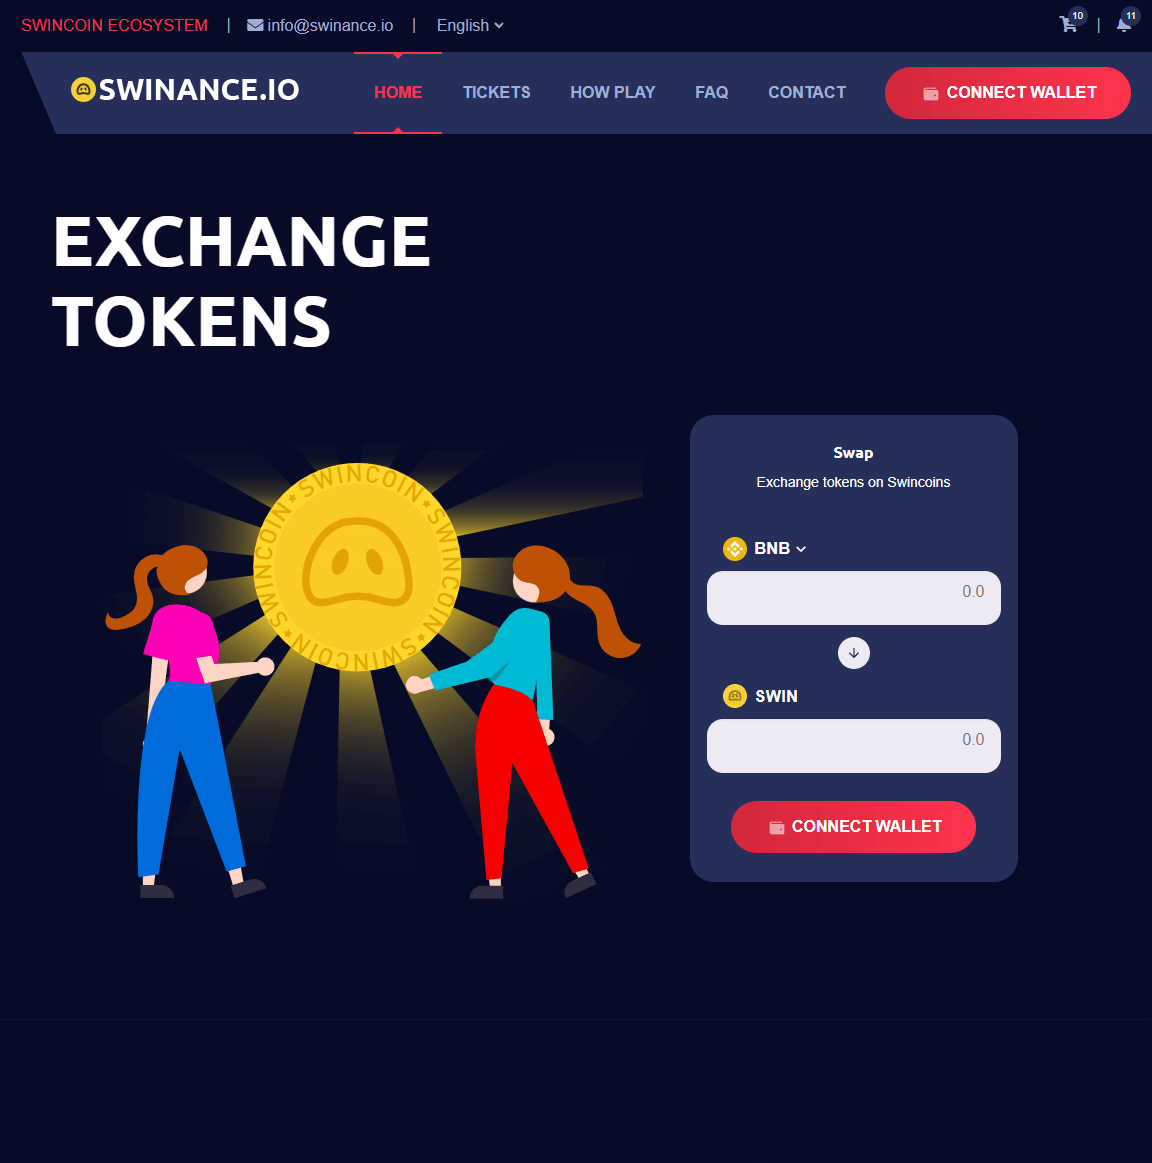 SWINCOIN ECOSYSTEM | info@swinance.io | English 10 | 11
SWINANCE.IO HOME TICKETS HOW PLAY FAQ CONTACT CONNECT WALLET
EXCHANGE
TOKENS
SWINCOIN ★ SWINCOIN ★ SWINCOIN ★ SWINCOIN ★
Swap
Exchange tokens on Swincoins
BNB
0.0
SWIN
0.0
CONNECT WALLET